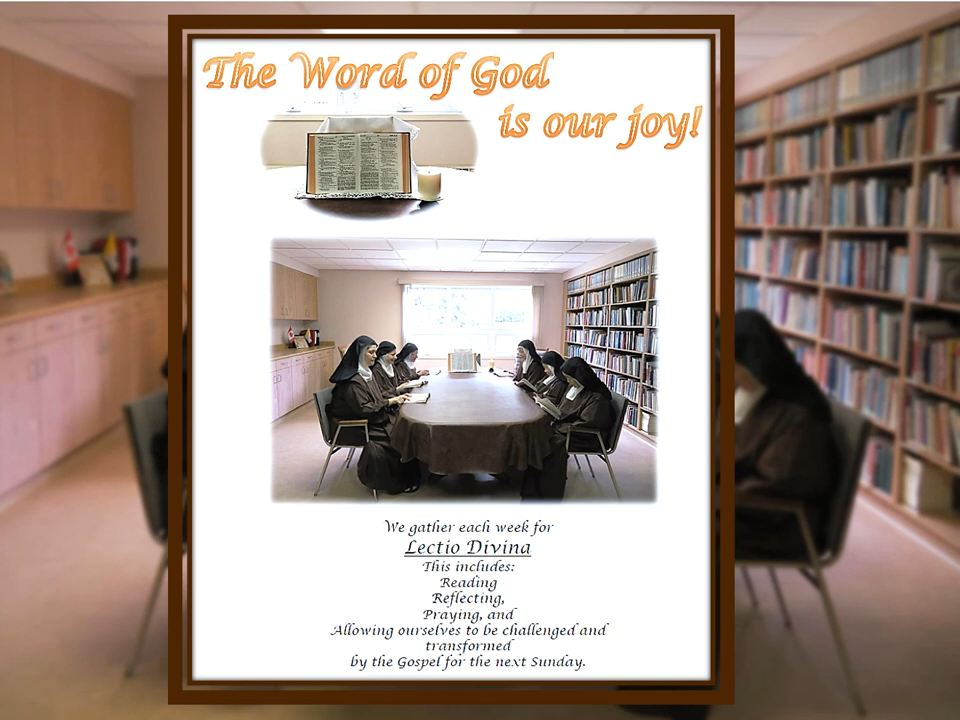 The Word of God
is our joy!
We gather each week for
Lectio Divina
This includes:
Reading
Reflecting,
Praying, and
Allowing ourselves to be challenged and
transformed
by the Gospel for the next Sunday.